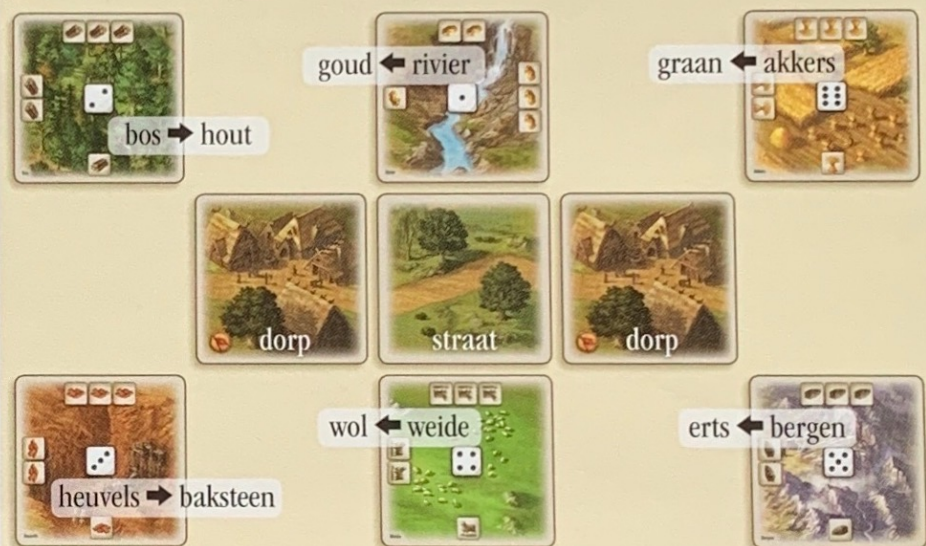 goud ← rivier
graan ← akkers
bos → hout
dorp
straat
dorp
wol ← weide
erts ← bergen
heuvels → baksteen